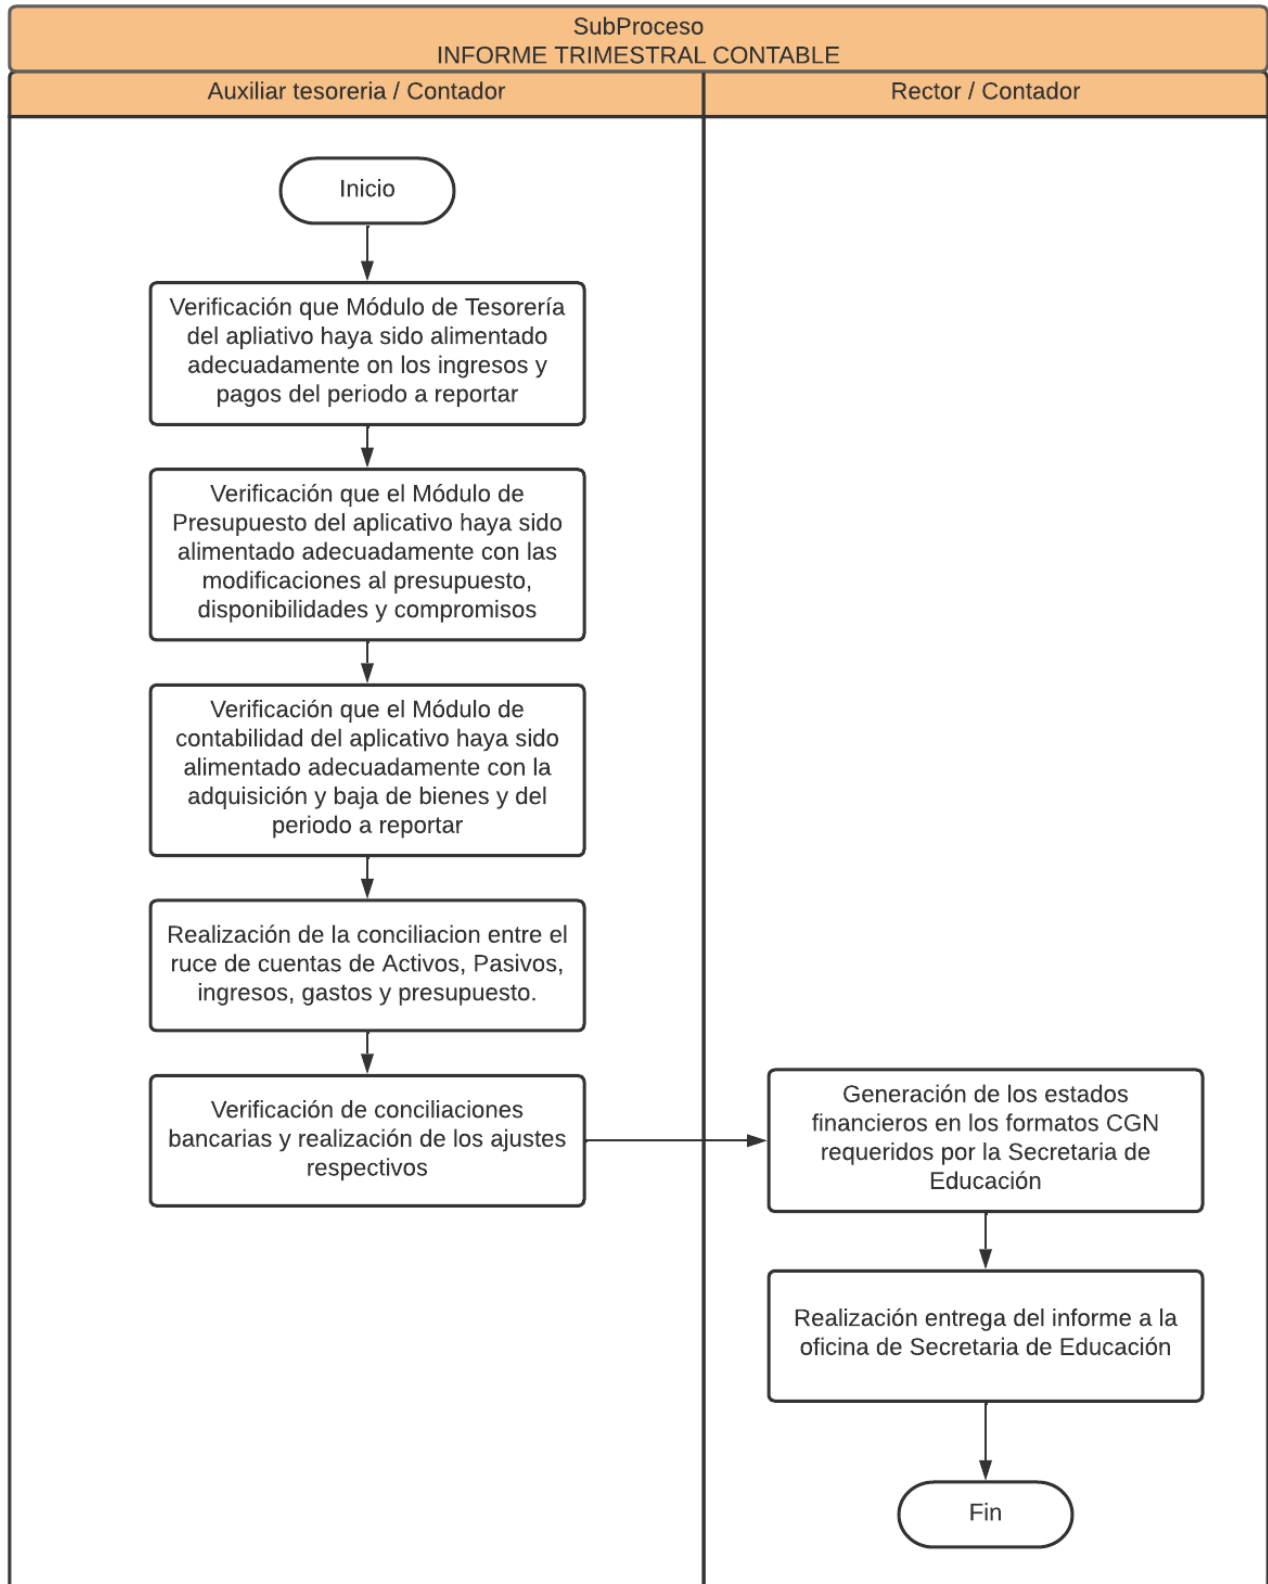 SubProceso
INFORME TRIMESTRAL CONTABLE
Auxiliar tesoreria / Contador
Rector / Contador
Inicio
Verificación que Módulo de Tesorería
del apliativo haya sido alimentado
adecuadamente on los ingresos y
pagos del periodo a reportar
Verificación que el Módulo de
Presupuesto del aplicativo haya sido
alimentado adecuadamente con las
modificaciones al presupuesto,
disponibilidades y compromisos
Verificación que el Módulo de
contabilidad del aplicativo haya sido
alimentado adecuadamente con la
adquisición y baja de bienes y del
periodo a reportar
Realización de la conciliacion entre el
ruce de cuentas de Activos, Pasivos,
ingresos, gastos y presupuesto.
Verificación de conciliaciones
bancarias y realización de los ajustes
respectivos
Generación de los estados
financieros en los formatos CGN
requeridos por la Secretaria de
Educación
Realización entrega del informe a la
oficina de Secretaria de Educación
Fin